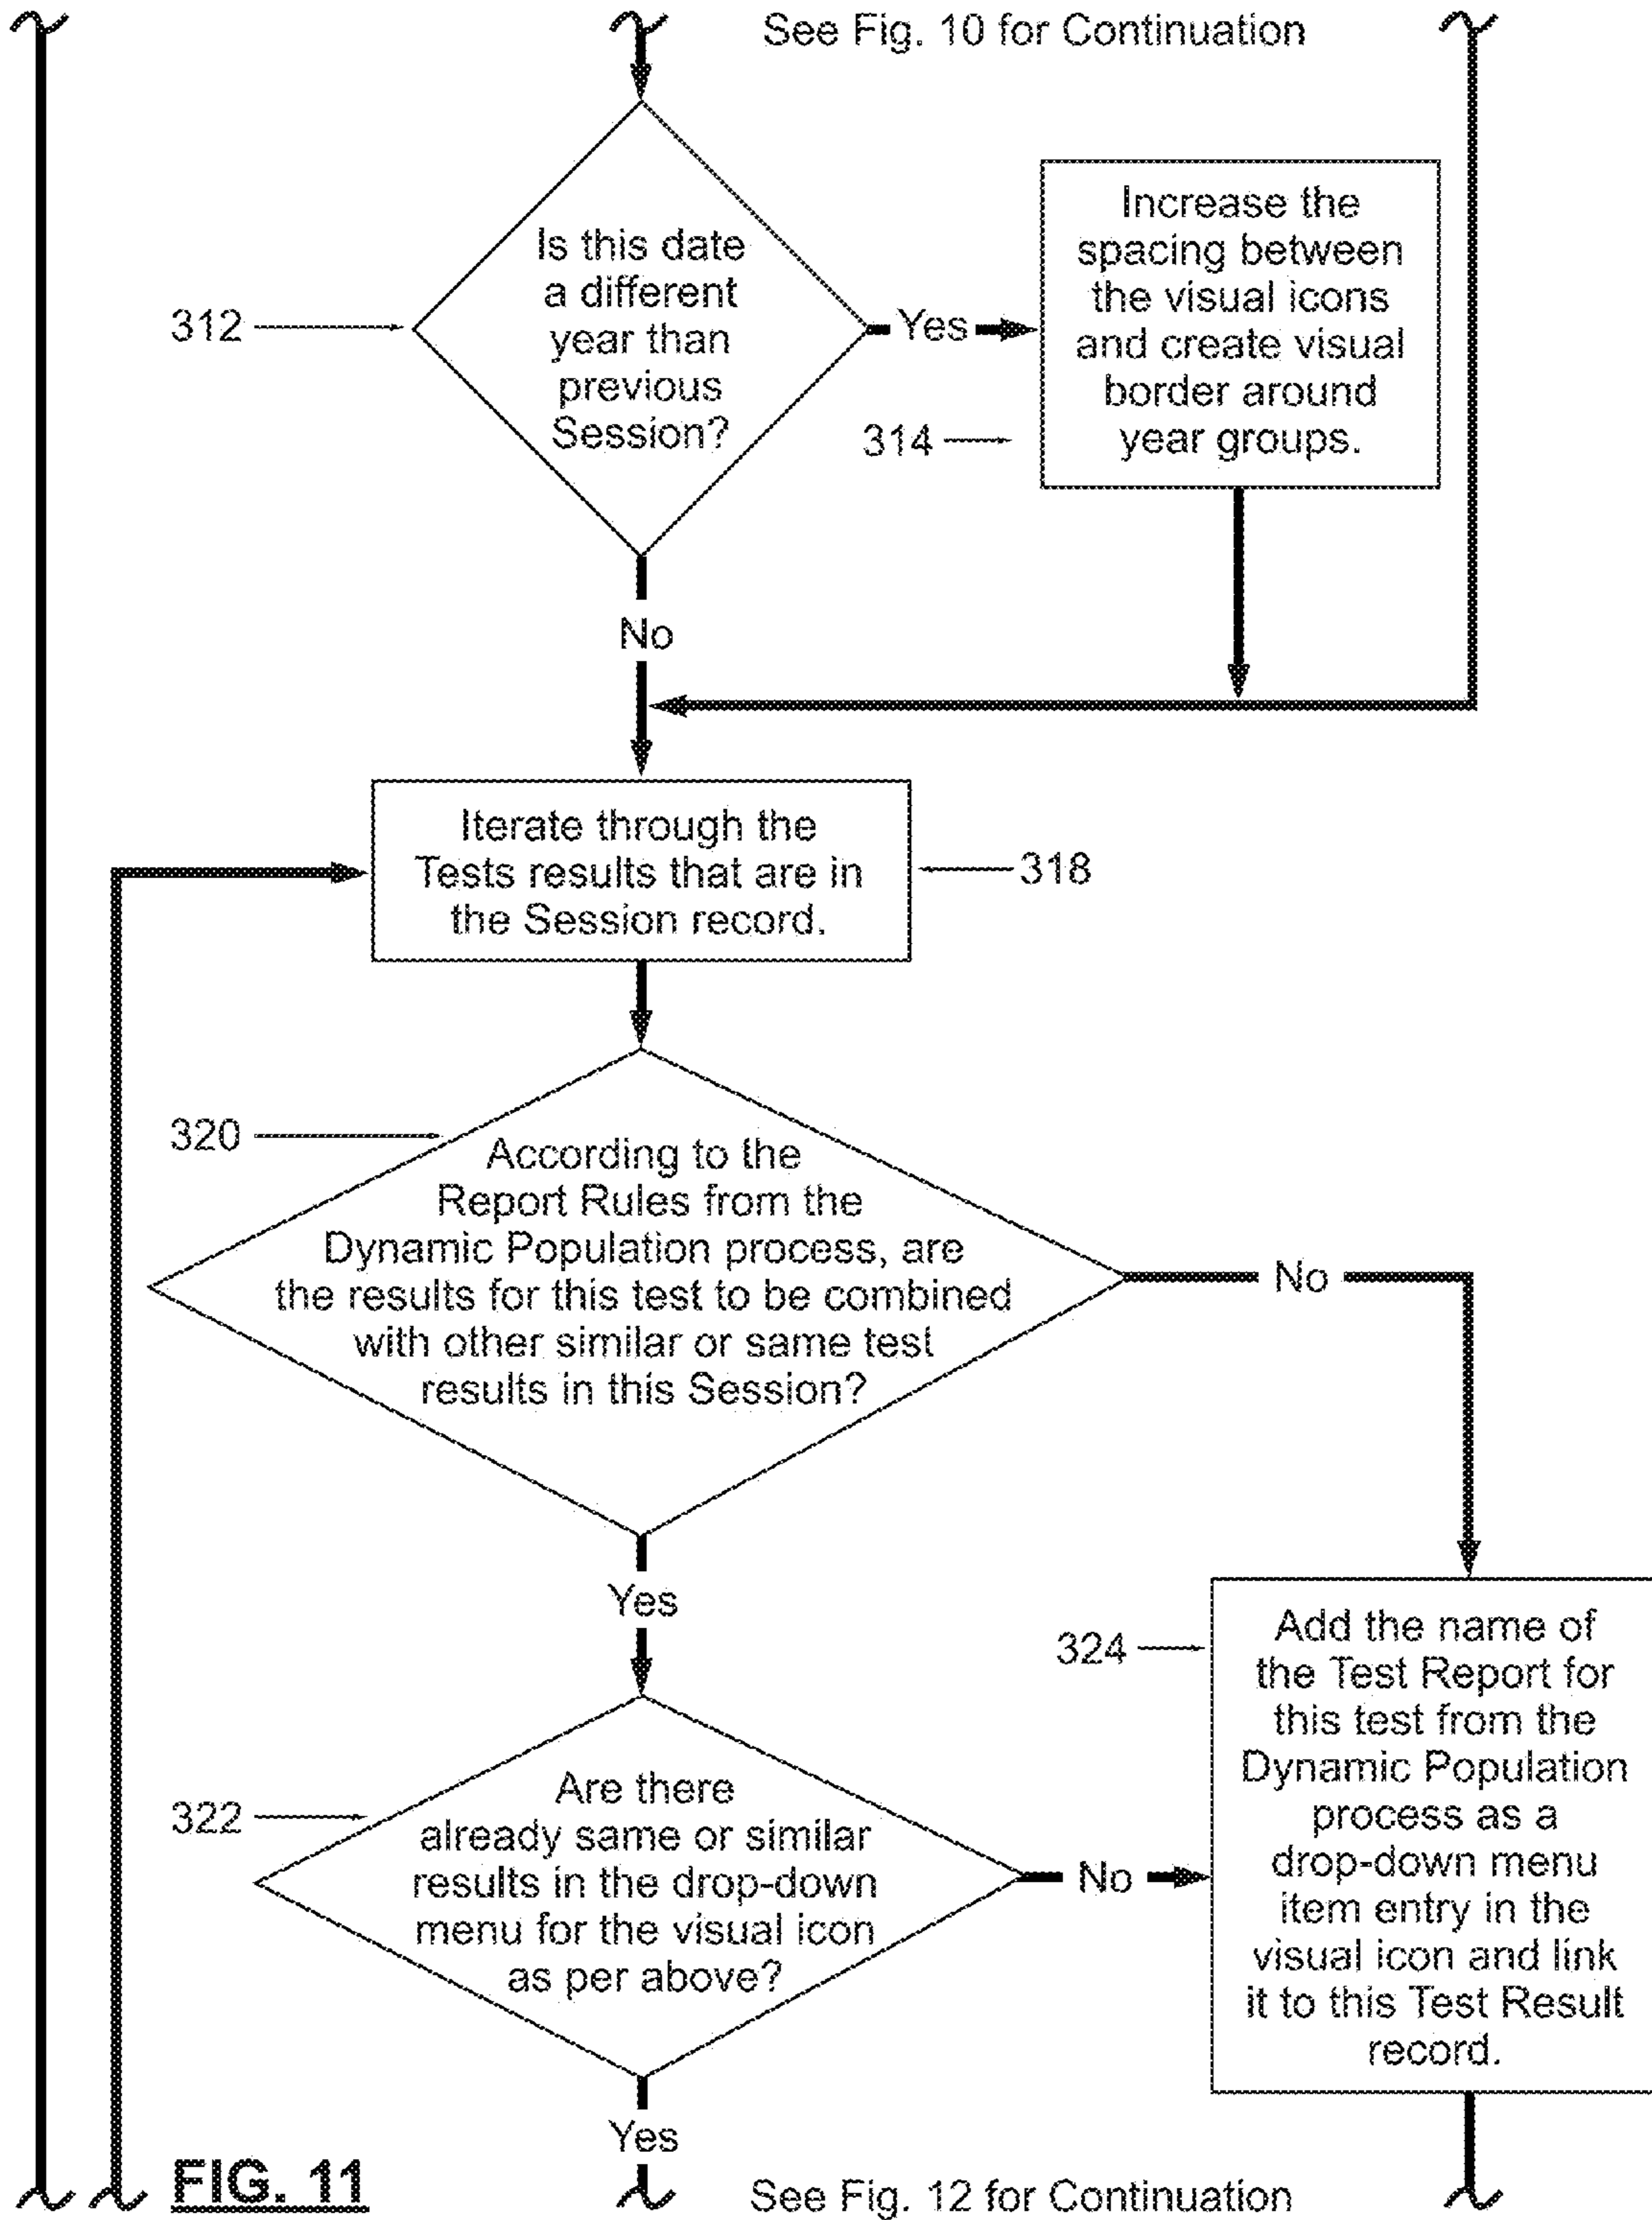 See Fig. 10 for Continuation
Is this date
a different
year than
previous
Session?
312
Yes
Increase the
spacing between
the visual icons
and create visual
border around
year groups.
314
No
Iterate through the
Tests results that are in
the Session record.
318
320
According to the
Report Rules from the
Dynamic Population process, are
the results for this test to be combined
with other similar or same test
results in this Session?
No
Yes
322
Are there
already same or similar
results in the drop-down
menu for the visual icon
as per above?
No
324
Add the name of
the Test Report for
this test from the
Dynamic Population
process as a
drop-down menu
item entry in the
visual icon and link
it to this Test Result
record.
Yes
FIG. 11
See Fig. 12 for Continuation